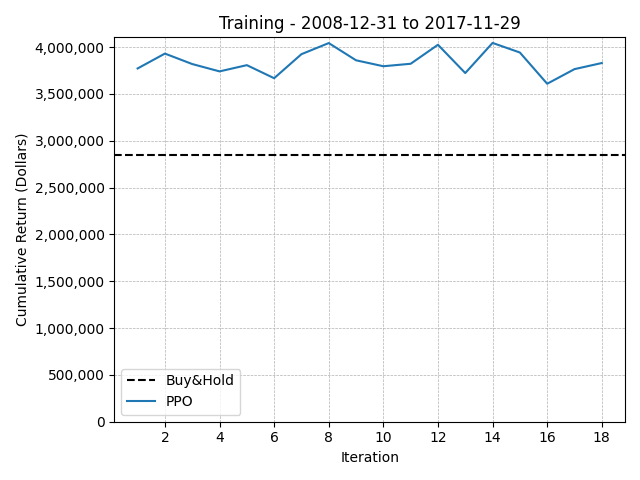 Training - 2008-12-31 to 2017-11-29
Cumulative Return (Dollars)
4,000,000
3,500,000
3,000,000
2,500,000
2,000,000
1,500,000
1,000,000
500,000
0
Buy&Hold
PPO
2 4 6 8 10 12 14 16 18
Iteration